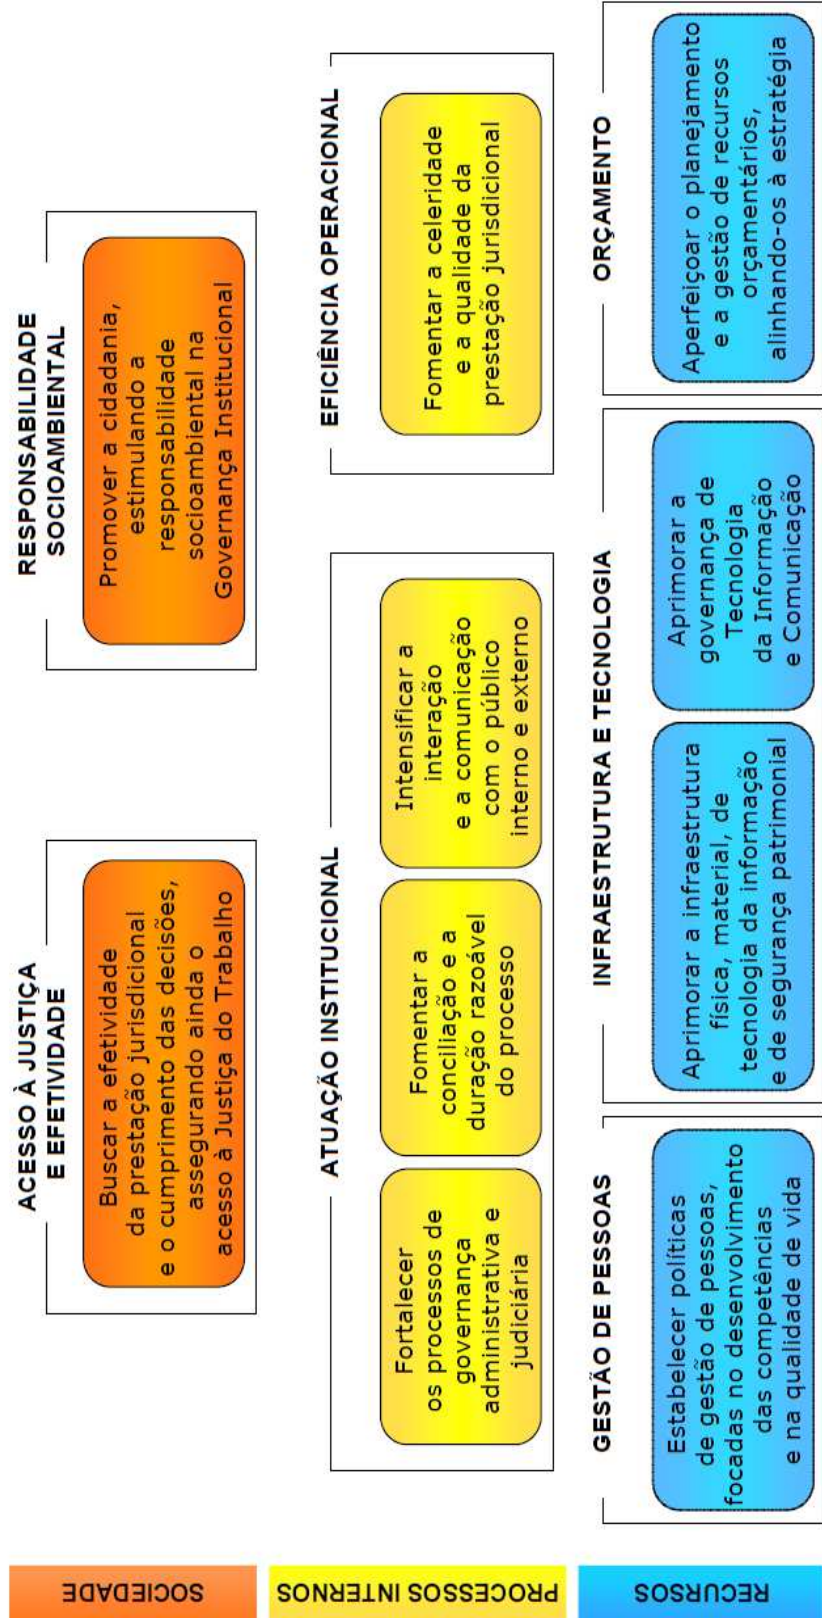 SOCIEDADE
ACESSO À JUSTIÇA
E EFETIVIDADE
Buscar a efetividade
da prestação jurisdicional
e o cumprimento das decisões,
assegurando ainda o
acesso à Justiça do Trabalho
RESPONSABILIDADE
SOCIOAMBIENTAL
Promover a cidadania,
estimulando a
responsabilidade
socioambiental na
Governança Institucional
PROCESSOS INTERNOS
ATUAÇÃO INSTITUCIONAL
Fortalecer
os processos de
governança
administrativa e
judiciária
Fomentar a
conciliação e a
duração razoável
do processo
Intensificar a
interação
e a comunicação
com o público
interno e externo
EFICIÊNCIA OPERACIONAL
Fomentar a celeridade
e a qualidade da
prestação jurisdicional
RECURSOS
GESTÃO DE PESSOAS
Estabelecer políticas
de gestão de pessoas,
focadas no desenvolvimento
das competências
e na qualidade de vida
INFRAESTRUTURA E TECNOLOGIA
Aprimorar a infraestrutura
física, material, de
tecnologia da informação
e de segurança patrimonial
Aprimorar a
governança de
Tecnologia
da Informação
e Comunicação
ORÇAMENTO
Aperfeiçoar o planejamento
e a gestão de recursos
orçamentários,
alinhando-os à estratégia